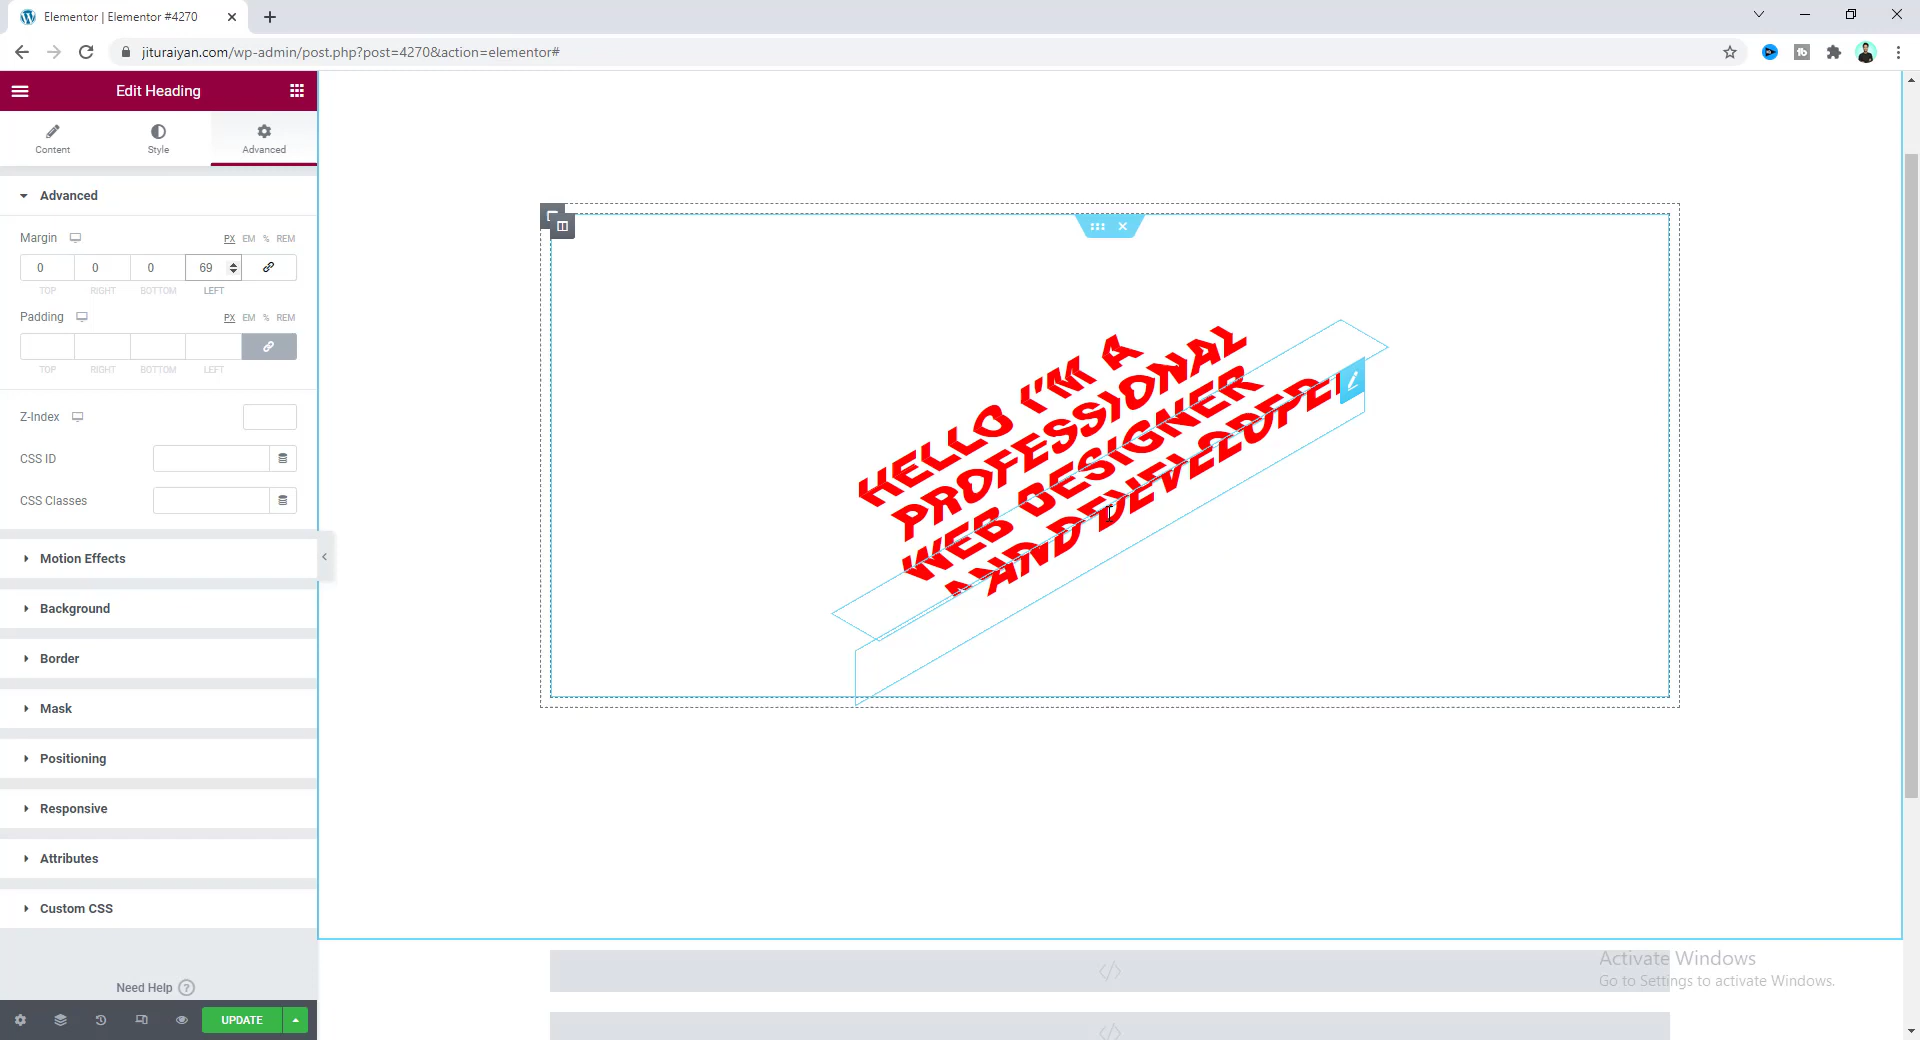 Elementor | Elementor #4270
jituraiyan.com/wp-admin/post.php?post=4270&action=elementor#
Edit Heading
Content
Style
Advanced
Advanced
Margin
PX EM % REM
0 0 0 69
TOP RIGHT BOTTOM LEFT
Padding
PX EM % REM
TOP RIGHT BOTTOM LEFT
Z-Index
CSS ID
CSS Classes
Motion Effects
Background
Border
Mask
Positioning
Responsive
Attributes
Custom CSS
Need Help
UPDATE
HELLO I'M A
PROFESSIONAL
WEB DESIGNER
AND DEVELOPE
Activate Windows
Go to Settings to activate Windows.